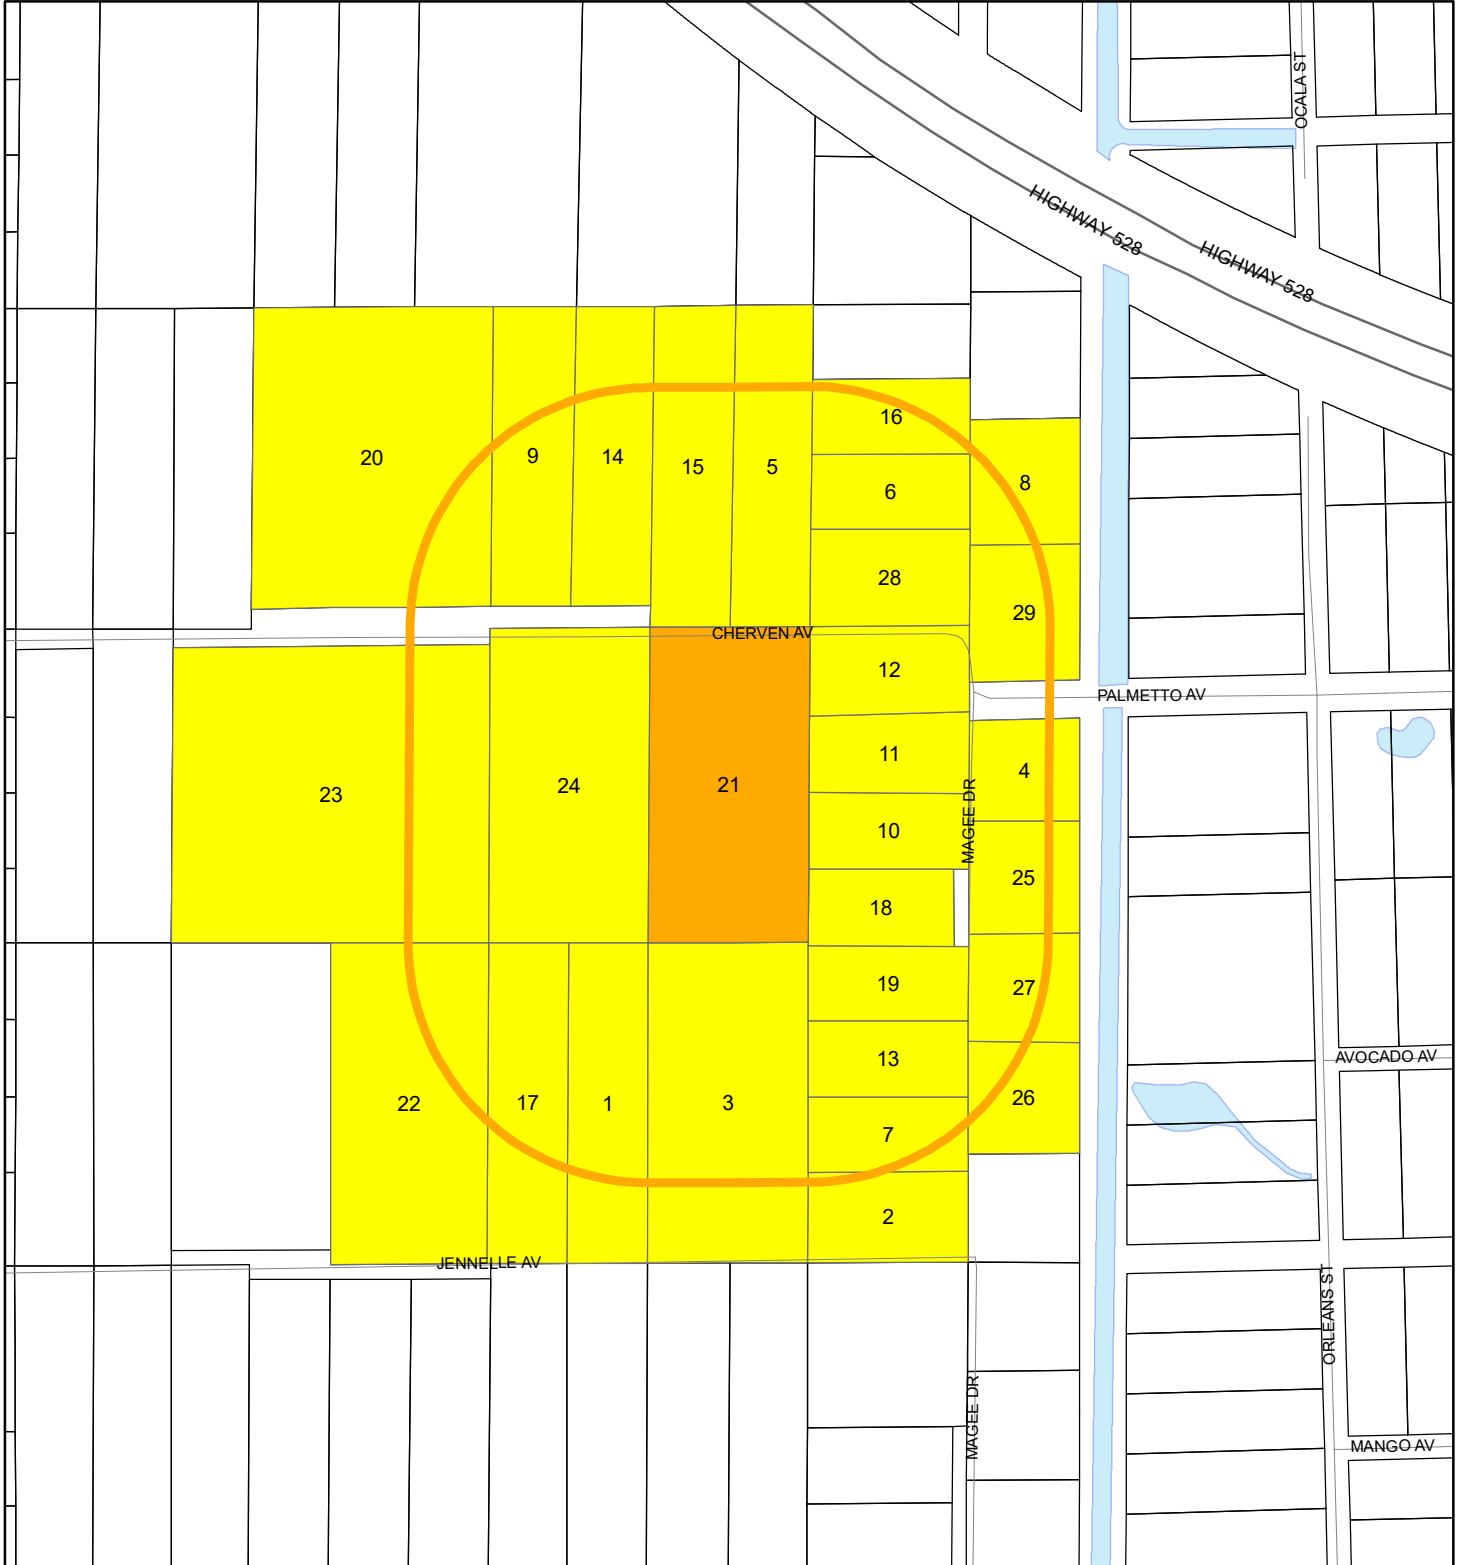 OCALA ST
HIGHWAY 528
HIGHWAY 528
16
20
9
14
15
5
8
6
28
29
CHERVEN AV
12
PALMETTO AV
11
4
21
24
23
MAGEE DR
10
25
18
19
27
13
AVOCADO AV
26
22
17
1
3
7
2
JENNELLE AV
ORLEANS ST
MAGEE DR
MANGO AV